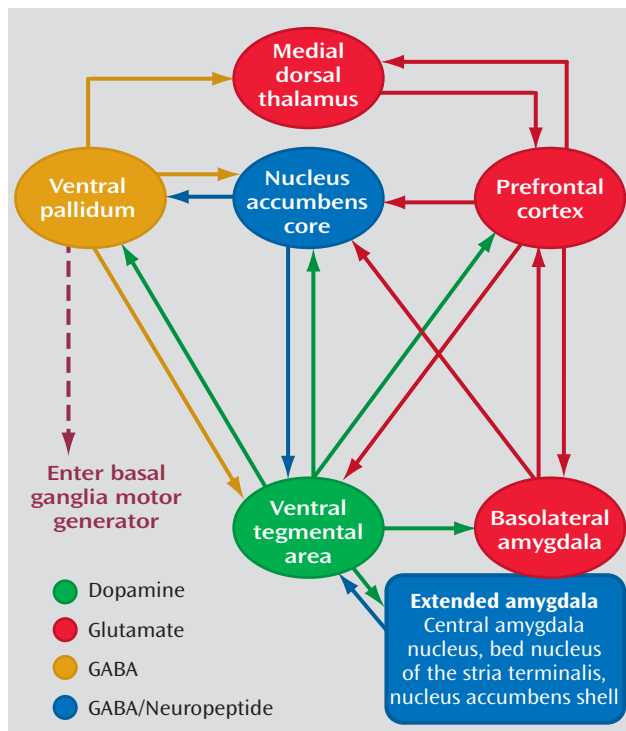 Medial
dorsal
thalamus
Ventral
pallidum
Nucleus
accumbens
core
Prefrontal
cortex
Enter basal
ganglia motor
generator
Ventral
tegmental
area
Basolateral
amygdala
Extended amygdala
Central amygdala
nucleus, bed nucleus
of the stria terminalis,
nucleus accumbens shell
Dopamine
Glutamate
GABA
GABA/Neuropeptide